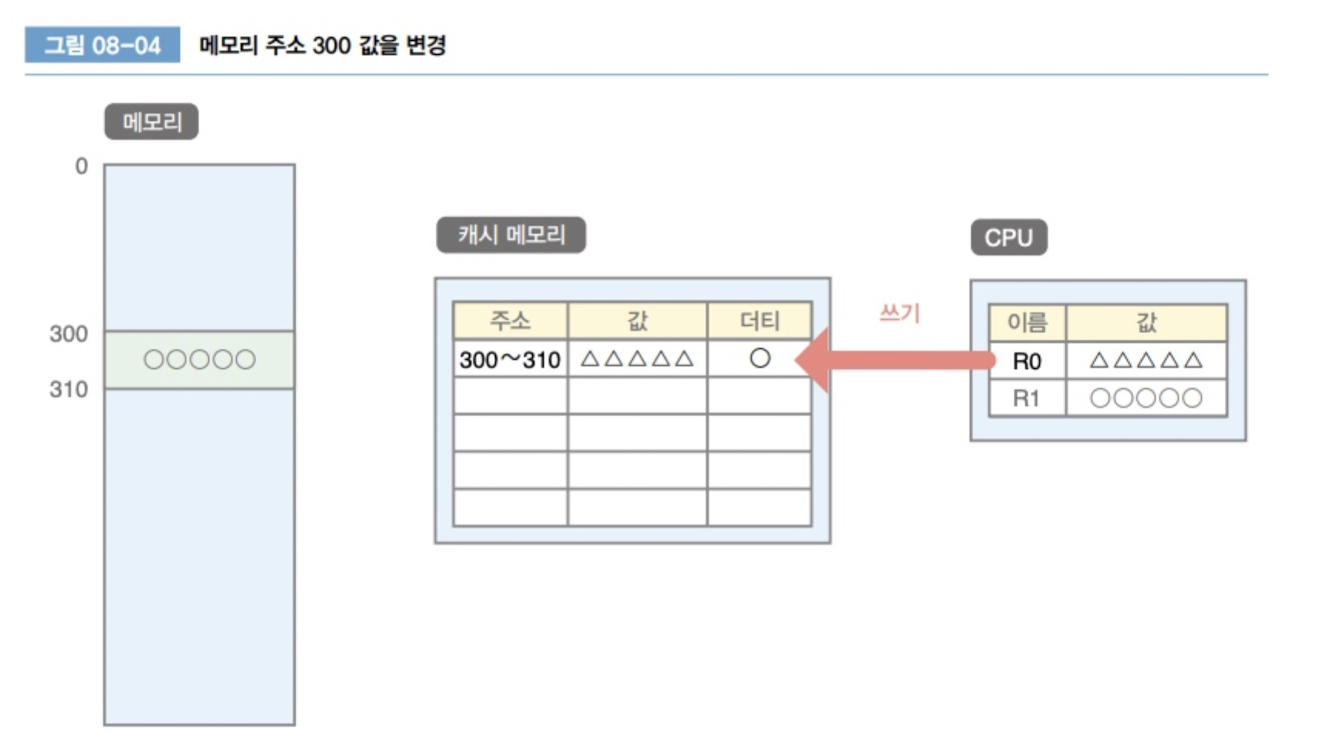 그림 08-04 메모리 주소 300 값을 변경
메모리
0
300
○○○○○
310
캐시 메모리
주소 값 더티
300~310 △△△△△ ○
쓰기
CPU
이름 값
R0 △△△△△
R1 ○○○○○